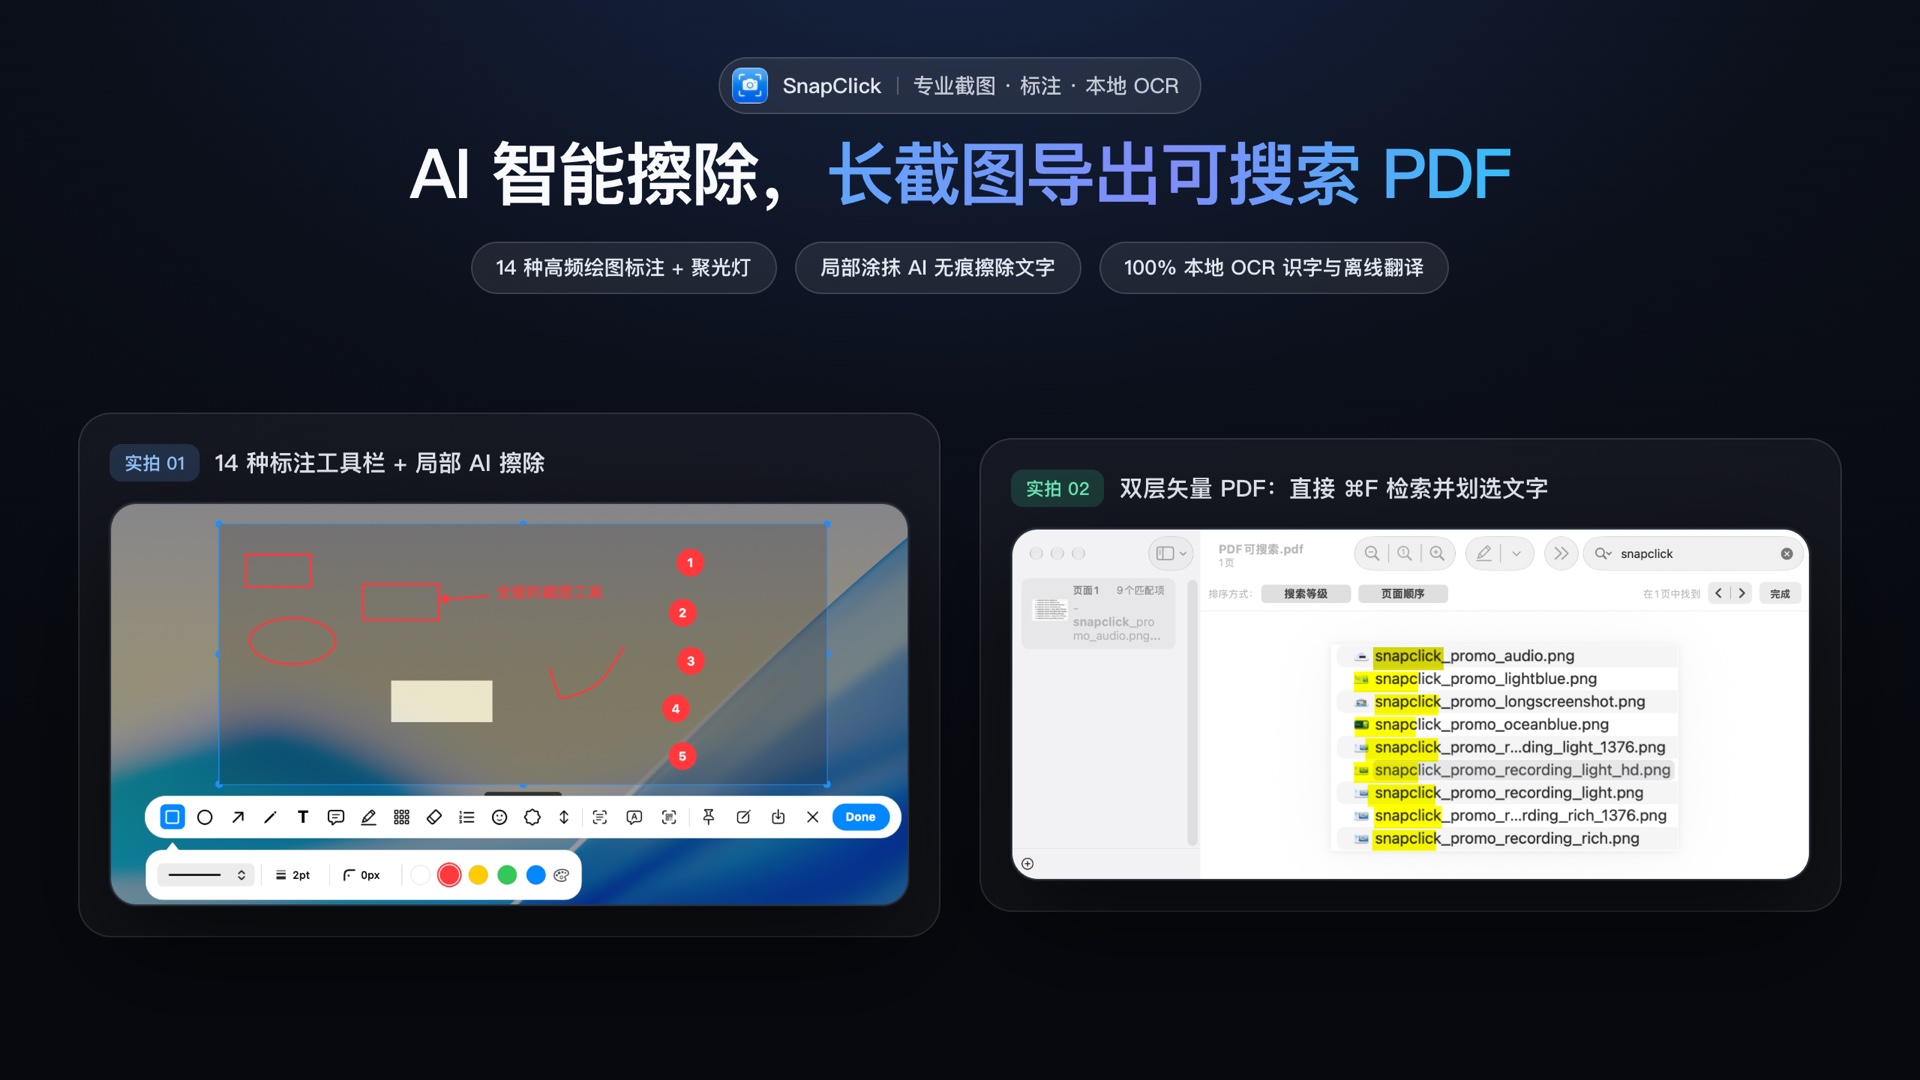 SnapClick | 专业截图 · 标注 · 本地 OCR
AI 智能擦除，长截图导出可搜索 PDF
14 种高频绘图标注 + 聚光灯
局部涂抹 AI 无痕擦除文字
100% 本地 OCR 识字与离线翻译
实拍 01 14 种标注工具栏 + 局部 AI 擦除
1
2
3
4
5
T
A
Done
2pt
0px
实拍 02 双层矢量 PDF：直接 ⌘F 检索并划选文字
PDF可搜索.pdf
1页
snapclick
页面1 9个匹配项
snapclick_pro
mo_audio.png...
排序方式： 搜索等级 页面顺序 在1页中找到 完成
snapclick_promo_audio.png
snapclick_promo_lightblue.png
snapclick_promo_longscreenshot.png
snapclick_promo_oceanblue.png
snapclick_promo_r...ding_light_1376.png
snapclick_promo_recording_light_hd.png
snapclick_promo_recording_light.png
snapclick_promo_r...rding_rich_1376.png
snapclick_promo_recording_rich.png